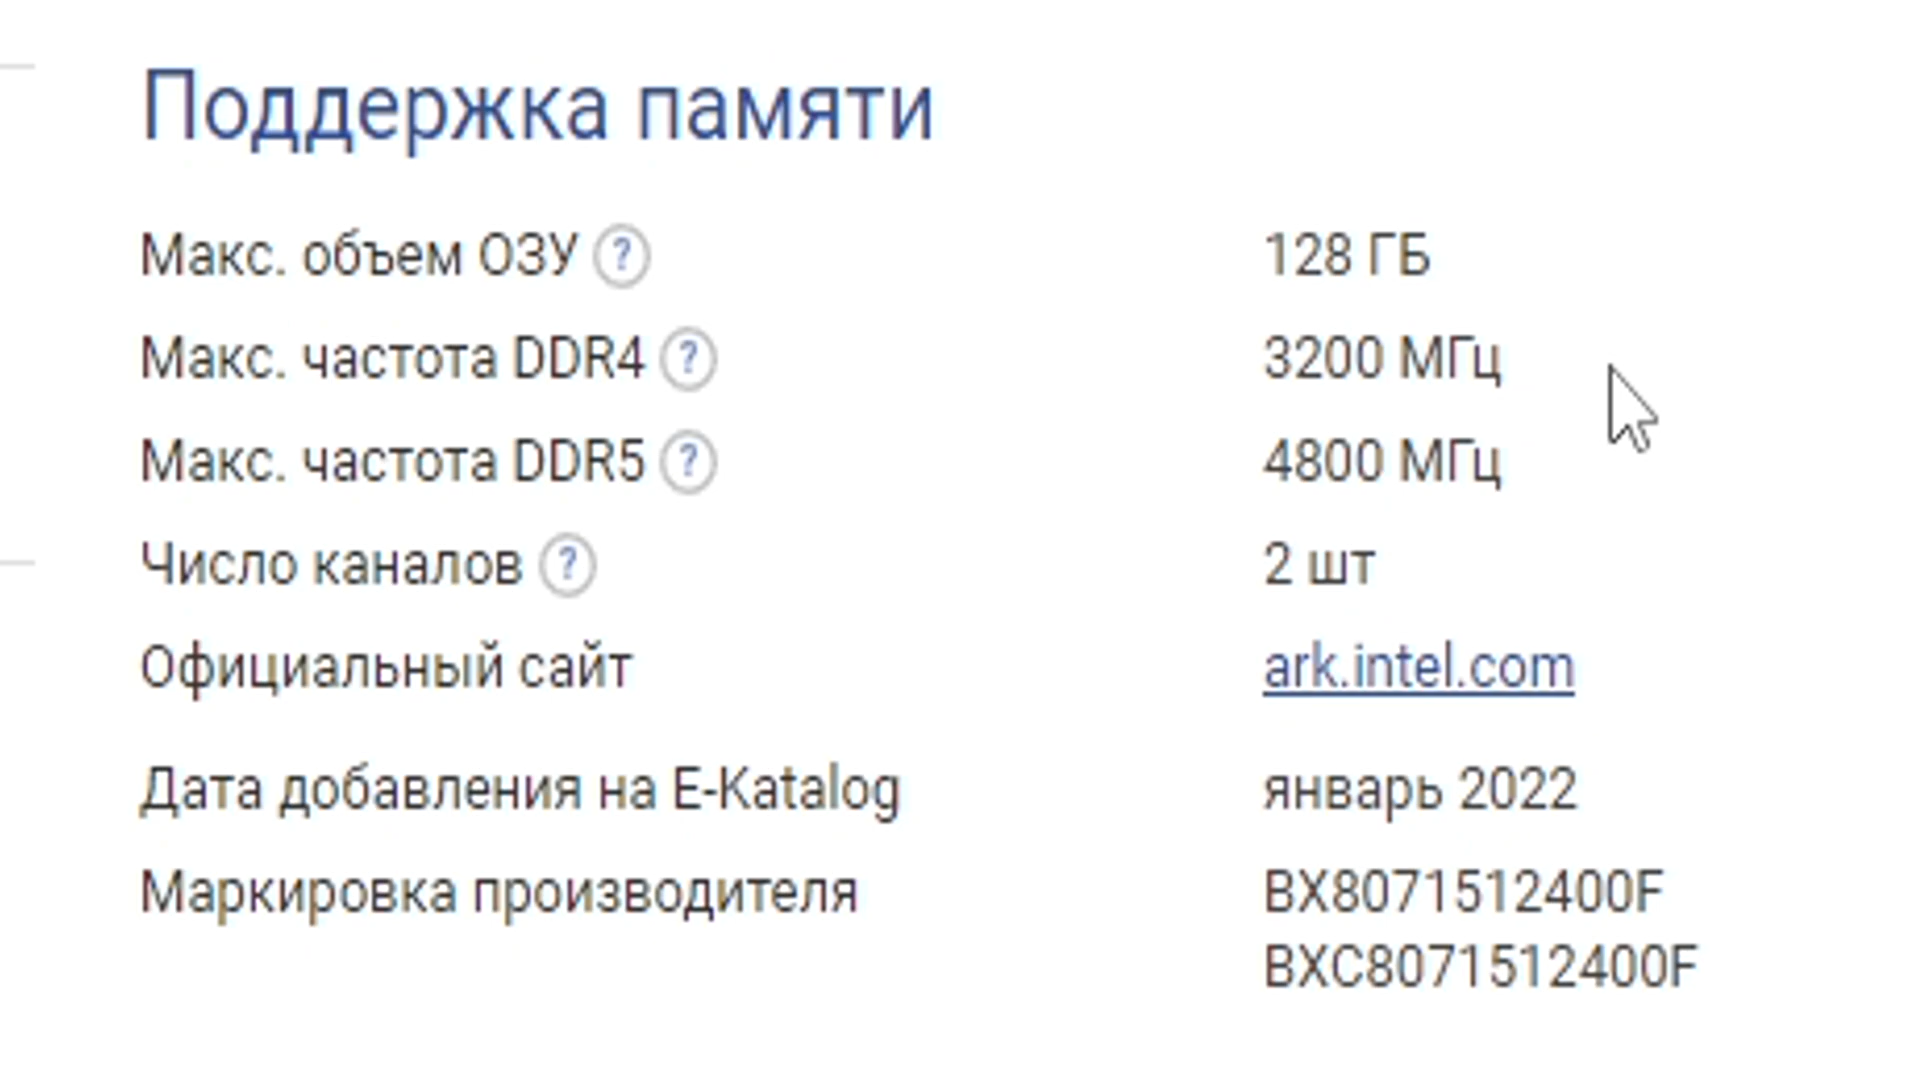 Поддержка памяти
Макс. объем ОЗУ ? 128 ГБ
Макс. частота DDR4 ? 3200 МГц
Макс. частота DDR5 ? 4800 МГц
Число каналов ? 2 шт
Официальный сайт ark.intel.com
Дата добавления на E-Katalog январь 2022
Маркировка производителя BX8071512400F
BXC8071512400F